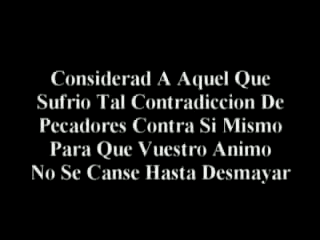 Considerad A Aquel Que
Sufrio Tal Contradiccion De
Pecadores Contra Si Mismo
Para Que Vuestro Animo
No Se Canse Hasta Desmayar